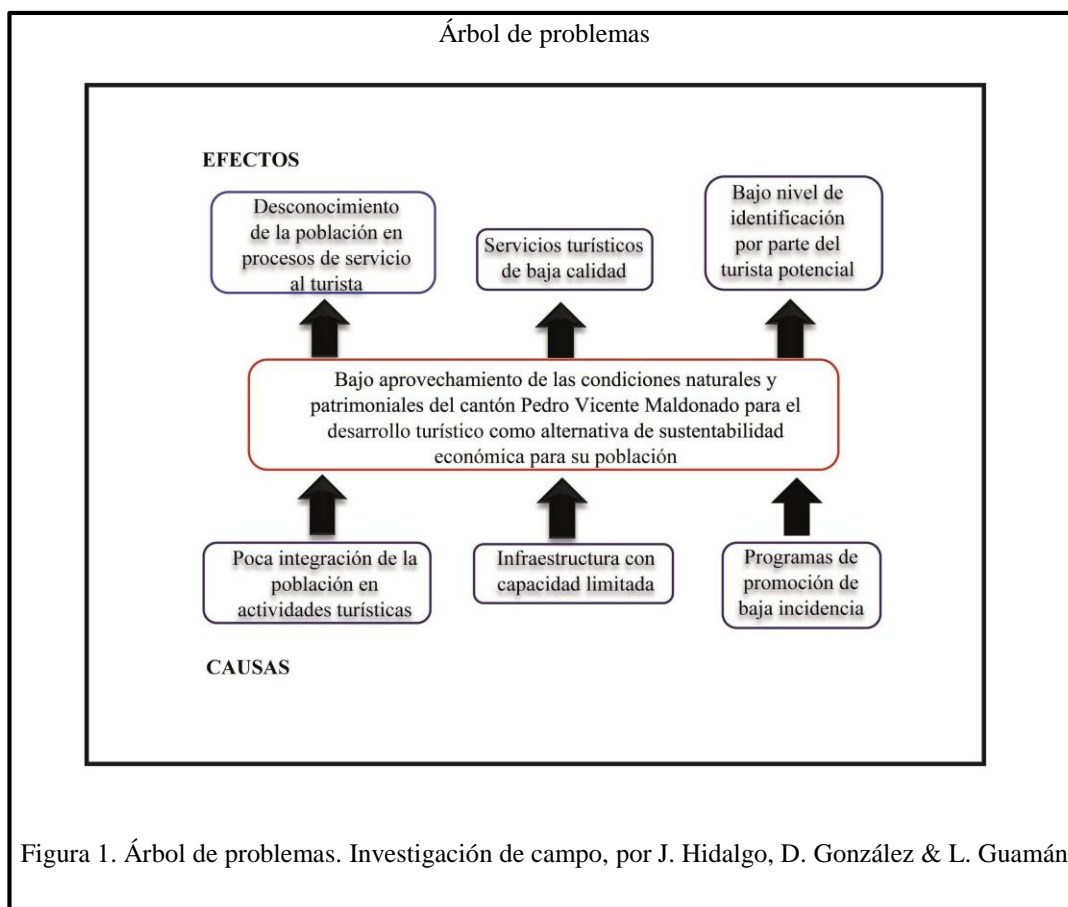 Árbol de problemas
EFECTOS
Desconocimiento
de la población en
procesos de servicio
al turista
Servicios turísticos
de baja calidad
Bajo nivel de
identificación
por parte del
turista potencial
Bajo aprovechamiento de las condiciones naturales y
patrimoniales del cantón Pedro Vicente Maldonado para el
desarrollo turístico como alternativa de sustentabilidad
económica para su población
Poca integración de la
población en
actividades turísticas
Infraestructura con
capacidad limitada
Programas de
promoción de
baja incidencia
CAUSAS
Figura 1. Árbol de problemas. Investigación de campo, por J. Hidalgo, D. González & L. Guamán